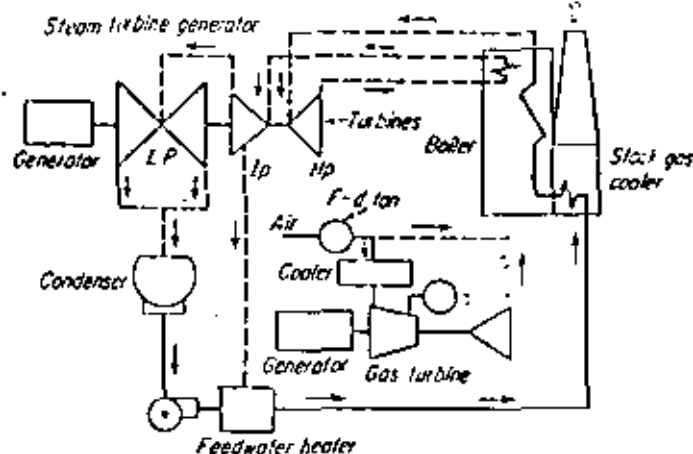 Steam turbine generator
Generator
L P
Ip
Hp
Turbines
Boiler
Stack gas
cooler
F-d fan
Air
Cooler
Condenser
Generator
Gas turbine
Feedwater heater